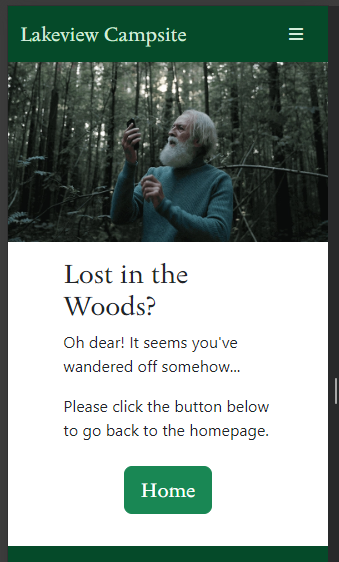 Lakeview Campsite
Lost in the
Woods?
Oh dear! It seems you've
wandered off somehow...
Please click the button below
to go back to the homepage.
Home